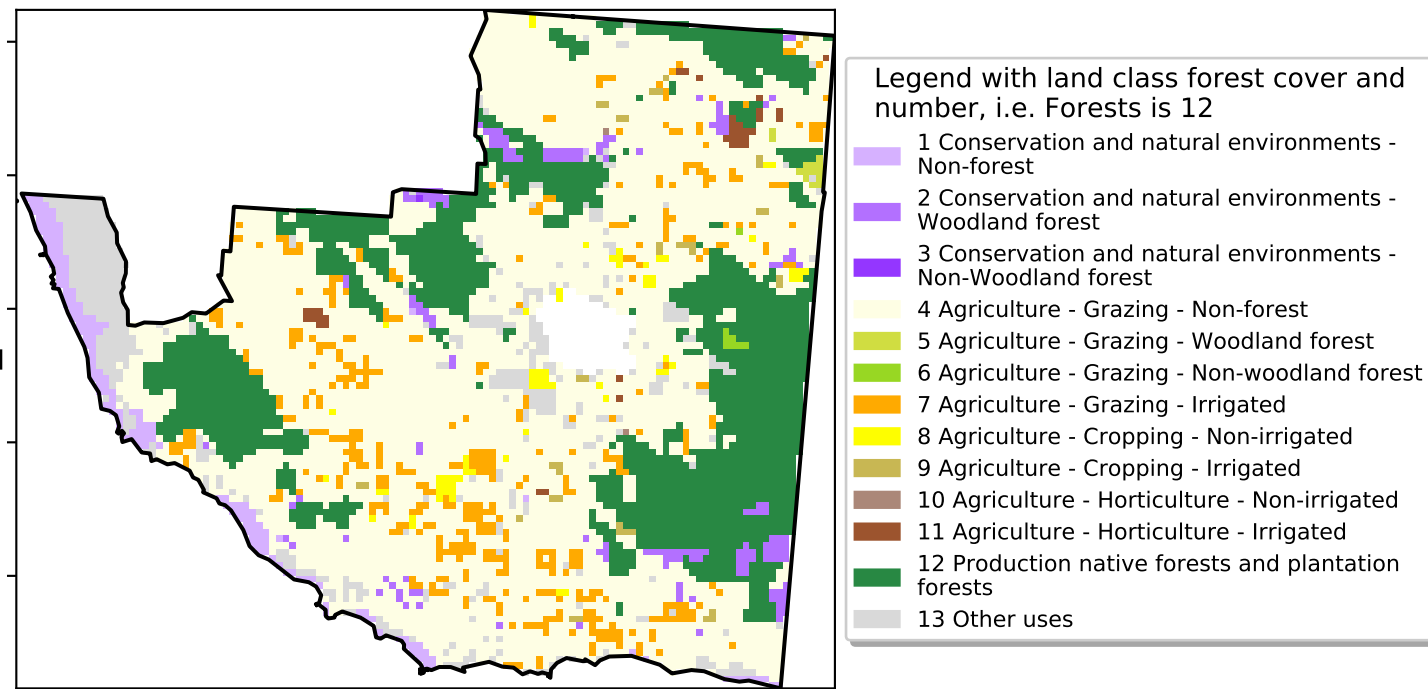 Legend with land class forest cover and
number, i.e. Forests is 12
1 Conservation and natural environments -
Non-forest
2 Conservation and natural environments -
Woodland forest
3 Conservation and natural environments -
Non-Woodland forest
4 Agriculture - Grazing - Non-forest
5 Agriculture - Grazing - Woodland forest
6 Agriculture - Grazing - Non-woodland forest
7 Agriculture - Grazing - Irrigated
8 Agriculture - Cropping - Non-irrigated
9 Agriculture - Cropping - Irrigated
10 Agriculture - Horticulture - Non-irrigated
11 Agriculture - Horticulture - Irrigated
12 Production native forests and plantation
forests
13 Other uses